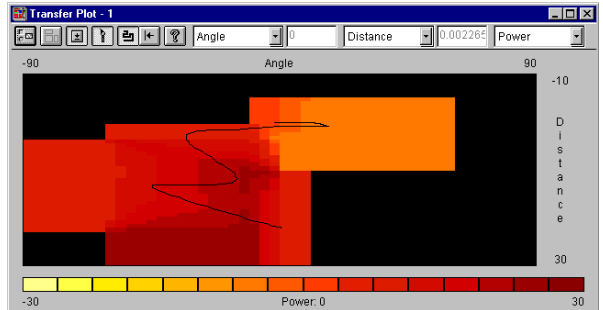 Transfer Plot - 1
Angle 0 Distance 0.002265 Power
-90 Angle 90
-10
Distance
30
-30 Power: 0 30